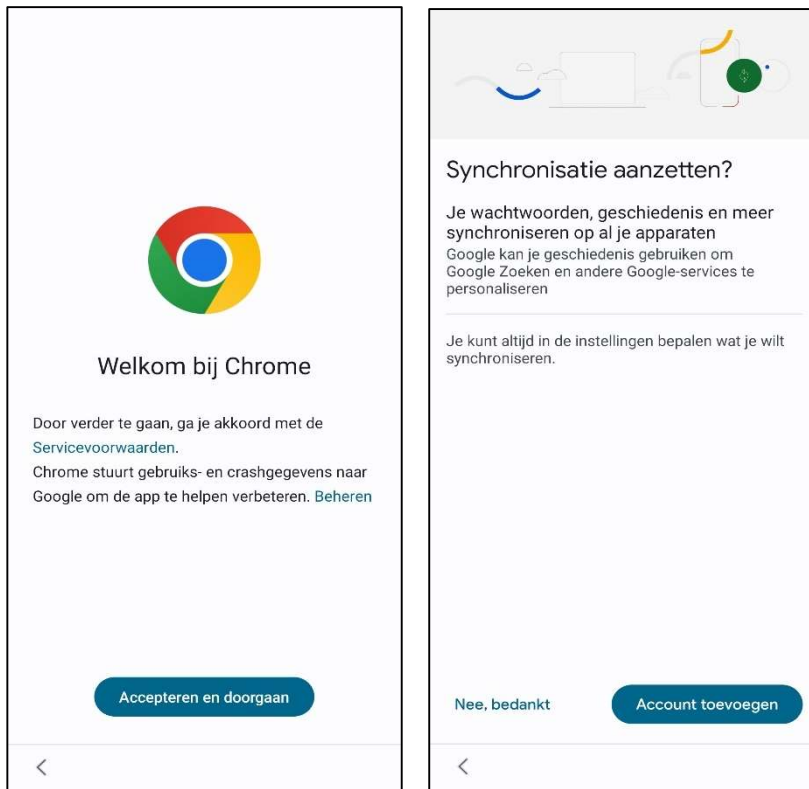 Welkom bij Chrome
Door verder te gaan, ga je akkoord met de
Servicevoorwaarden.
Chrome stuurt gebruiks- en crashgegevens naar
Google om de app te helpen verbeteren. Beheren
Accepteren en doorgaan
Synchronisatie aanzetten?
Je wachtwoorden, geschiedenis en meer
synchroniseren op al je apparaten
Google kan je geschiedenis gebruiken om
Google Zoeken en andere Google-services te
personaliseren
Je kunt altijd in de instellingen bepalen wat je wilt
synchroniseren.
Nee, bedankt
Account toevoegen